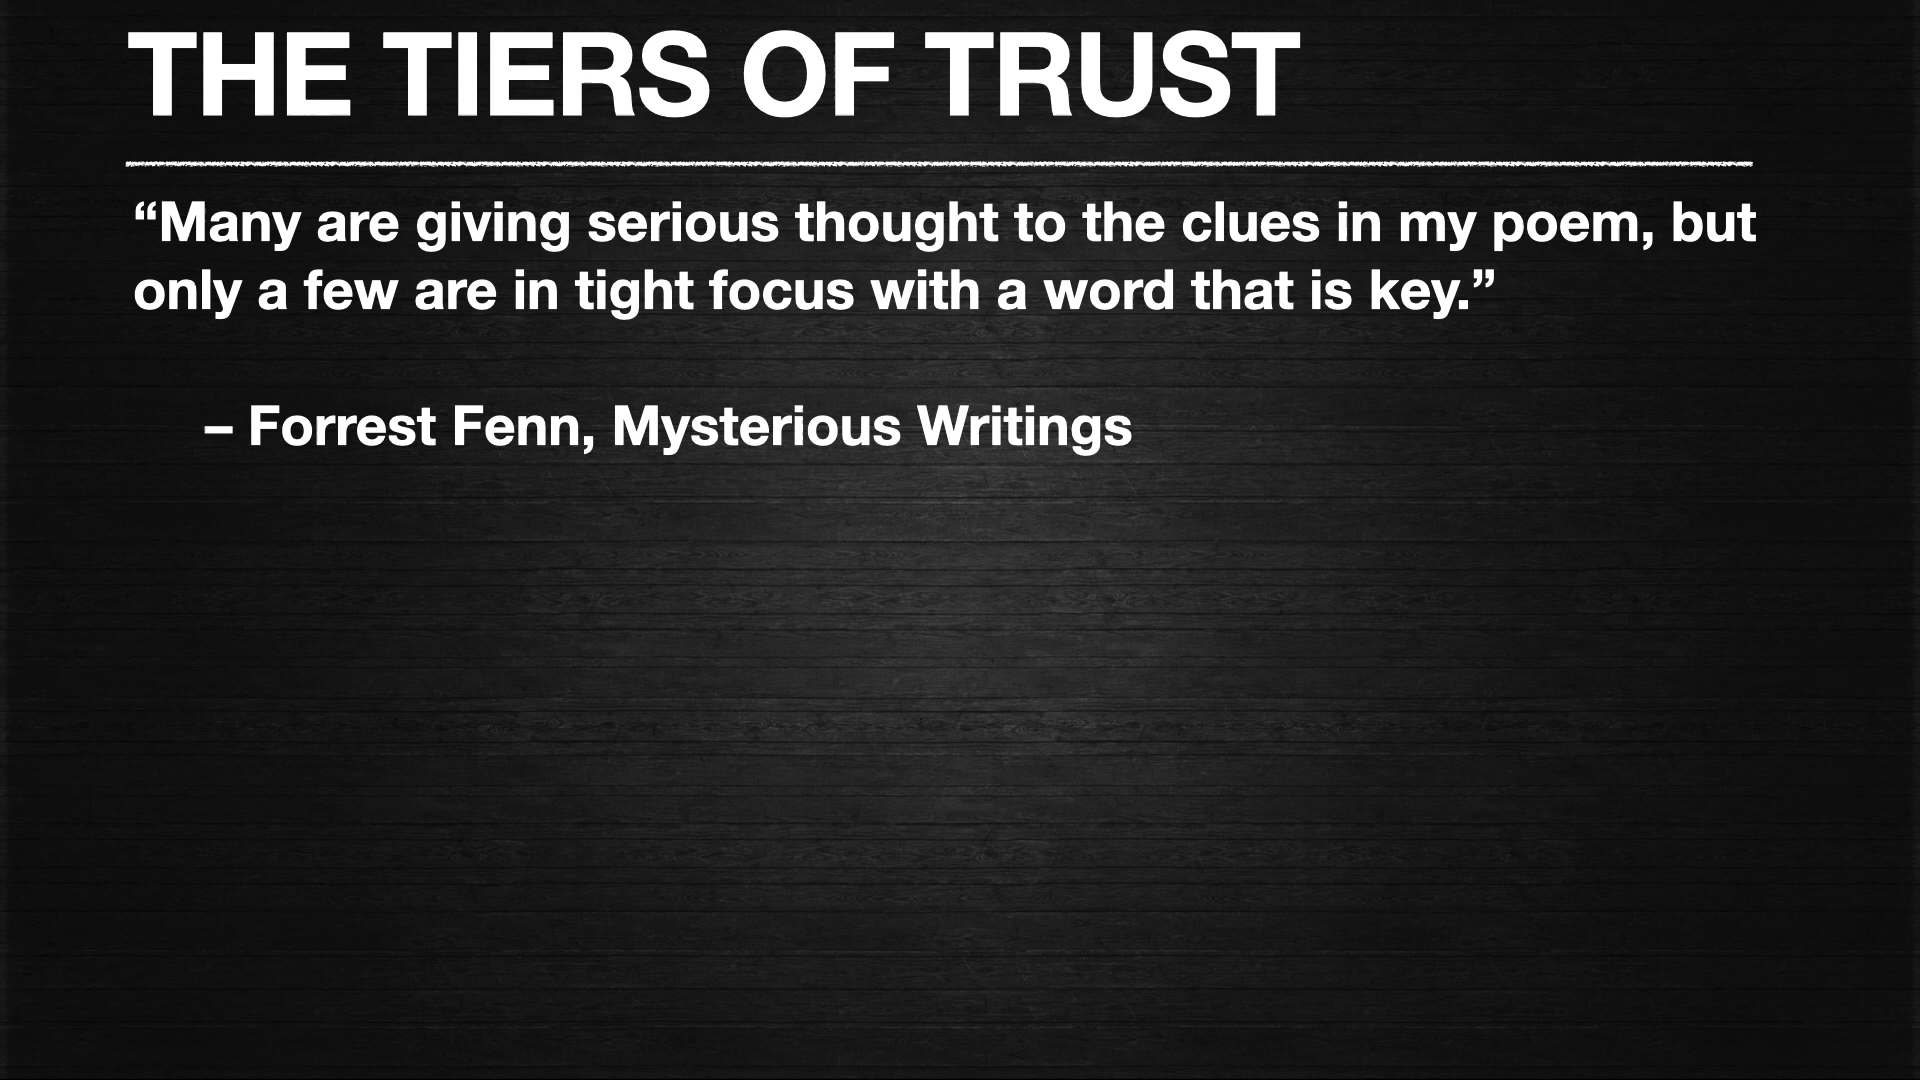 THE TIERS OF TRUST
“Many are giving serious thought to the clues in my poem, but
only a few are in tight focus with a word that is key.”
– Forrest Fenn, Mysterious Writings